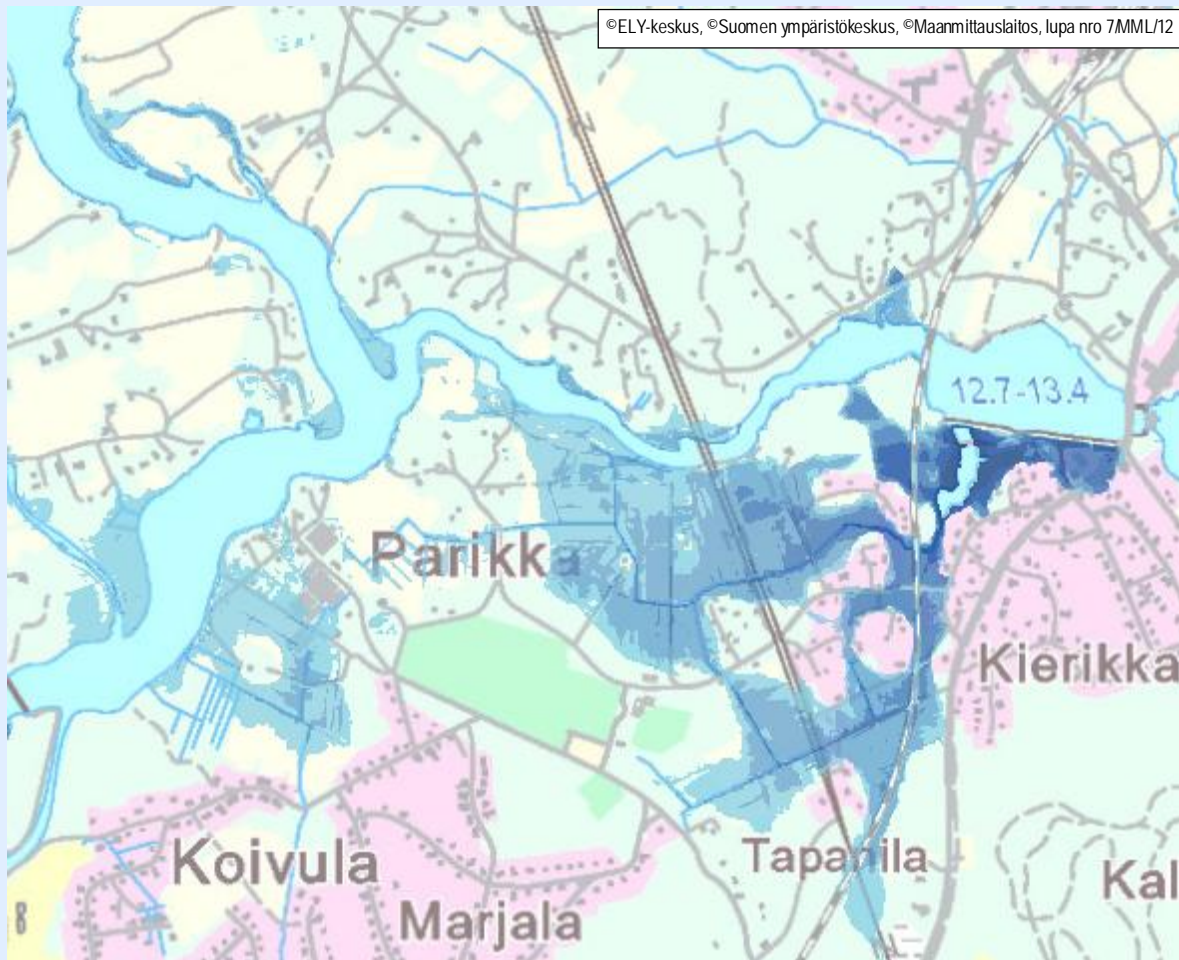 ©ELY-keskus, ©Suomen ympäristökeskus, ©Maanmittauslaitos, lupa nro 7/MML/12
12.7-13.4
Parikka
Kierikka
Koivula
Tapanila
Kal
Marjala
8